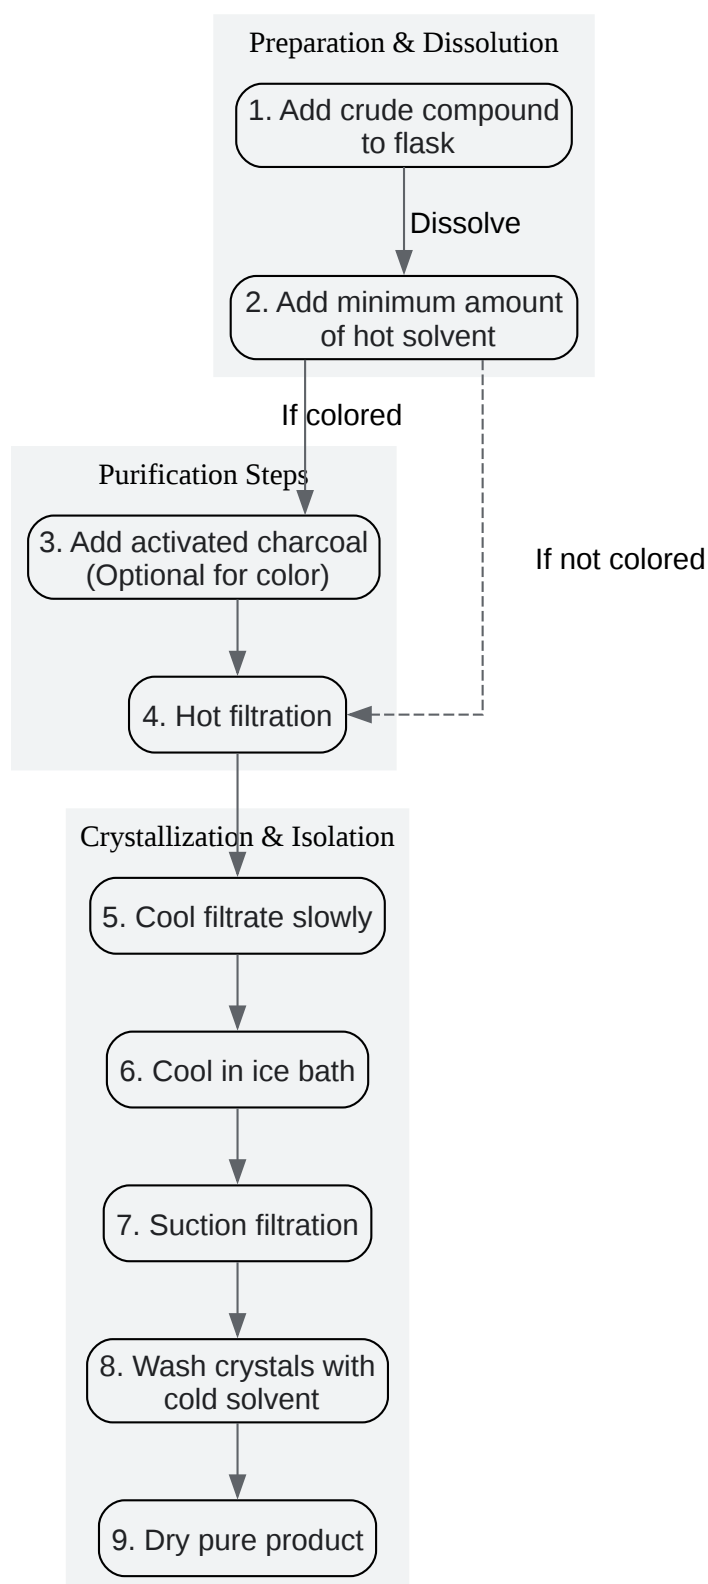 Preparation & Dissolution
1. Add crude compound
to flask
Dissolve
2. Add minimum amount
of hot solvent
If colored
Purification Steps
3. Add activated charcoal
(Optional for color)
If not colored
4. Hot filtration
Crystallization & Isolation
5. Cool filtrate slowly
6. Cool in ice bath
7. Suction filtration
8. Wash crystals with
cold solvent
9. Dry pure product